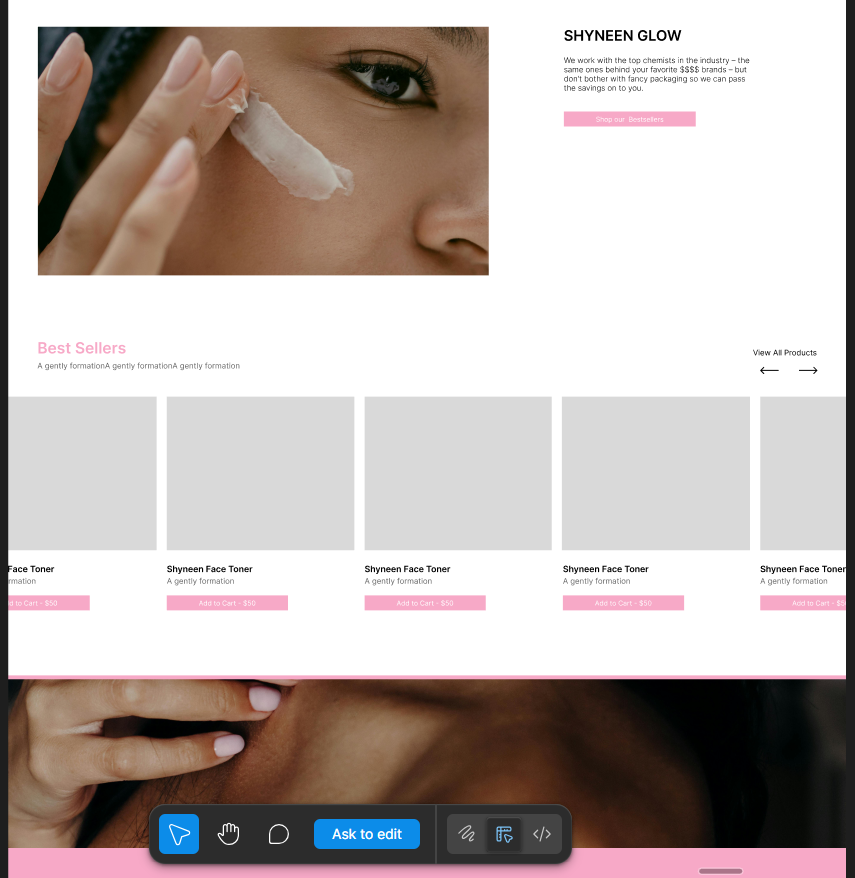 SHYNEEN GLOW
We work with the top chemists in the industry – the
same ones behind your favorite $$$$ brands – but
don't bother with fancy packaging so we can pass
the savings on to you.
Shop our Bestsellers
Best Sellers
A gently formationA gently formationA gently formation
View All Products
Face Toner
Shyneen Face Toner
Shyneen Face Toner
Shyneen Face Toner
Shyneen Face Toner
A gently formation
A gently formation
A gently formation
A gently formation
to Cart - $50
Add to Cart - $50
Add to Cart - $50
Add to Cart - $50
Add to Cart -
Ask to edit